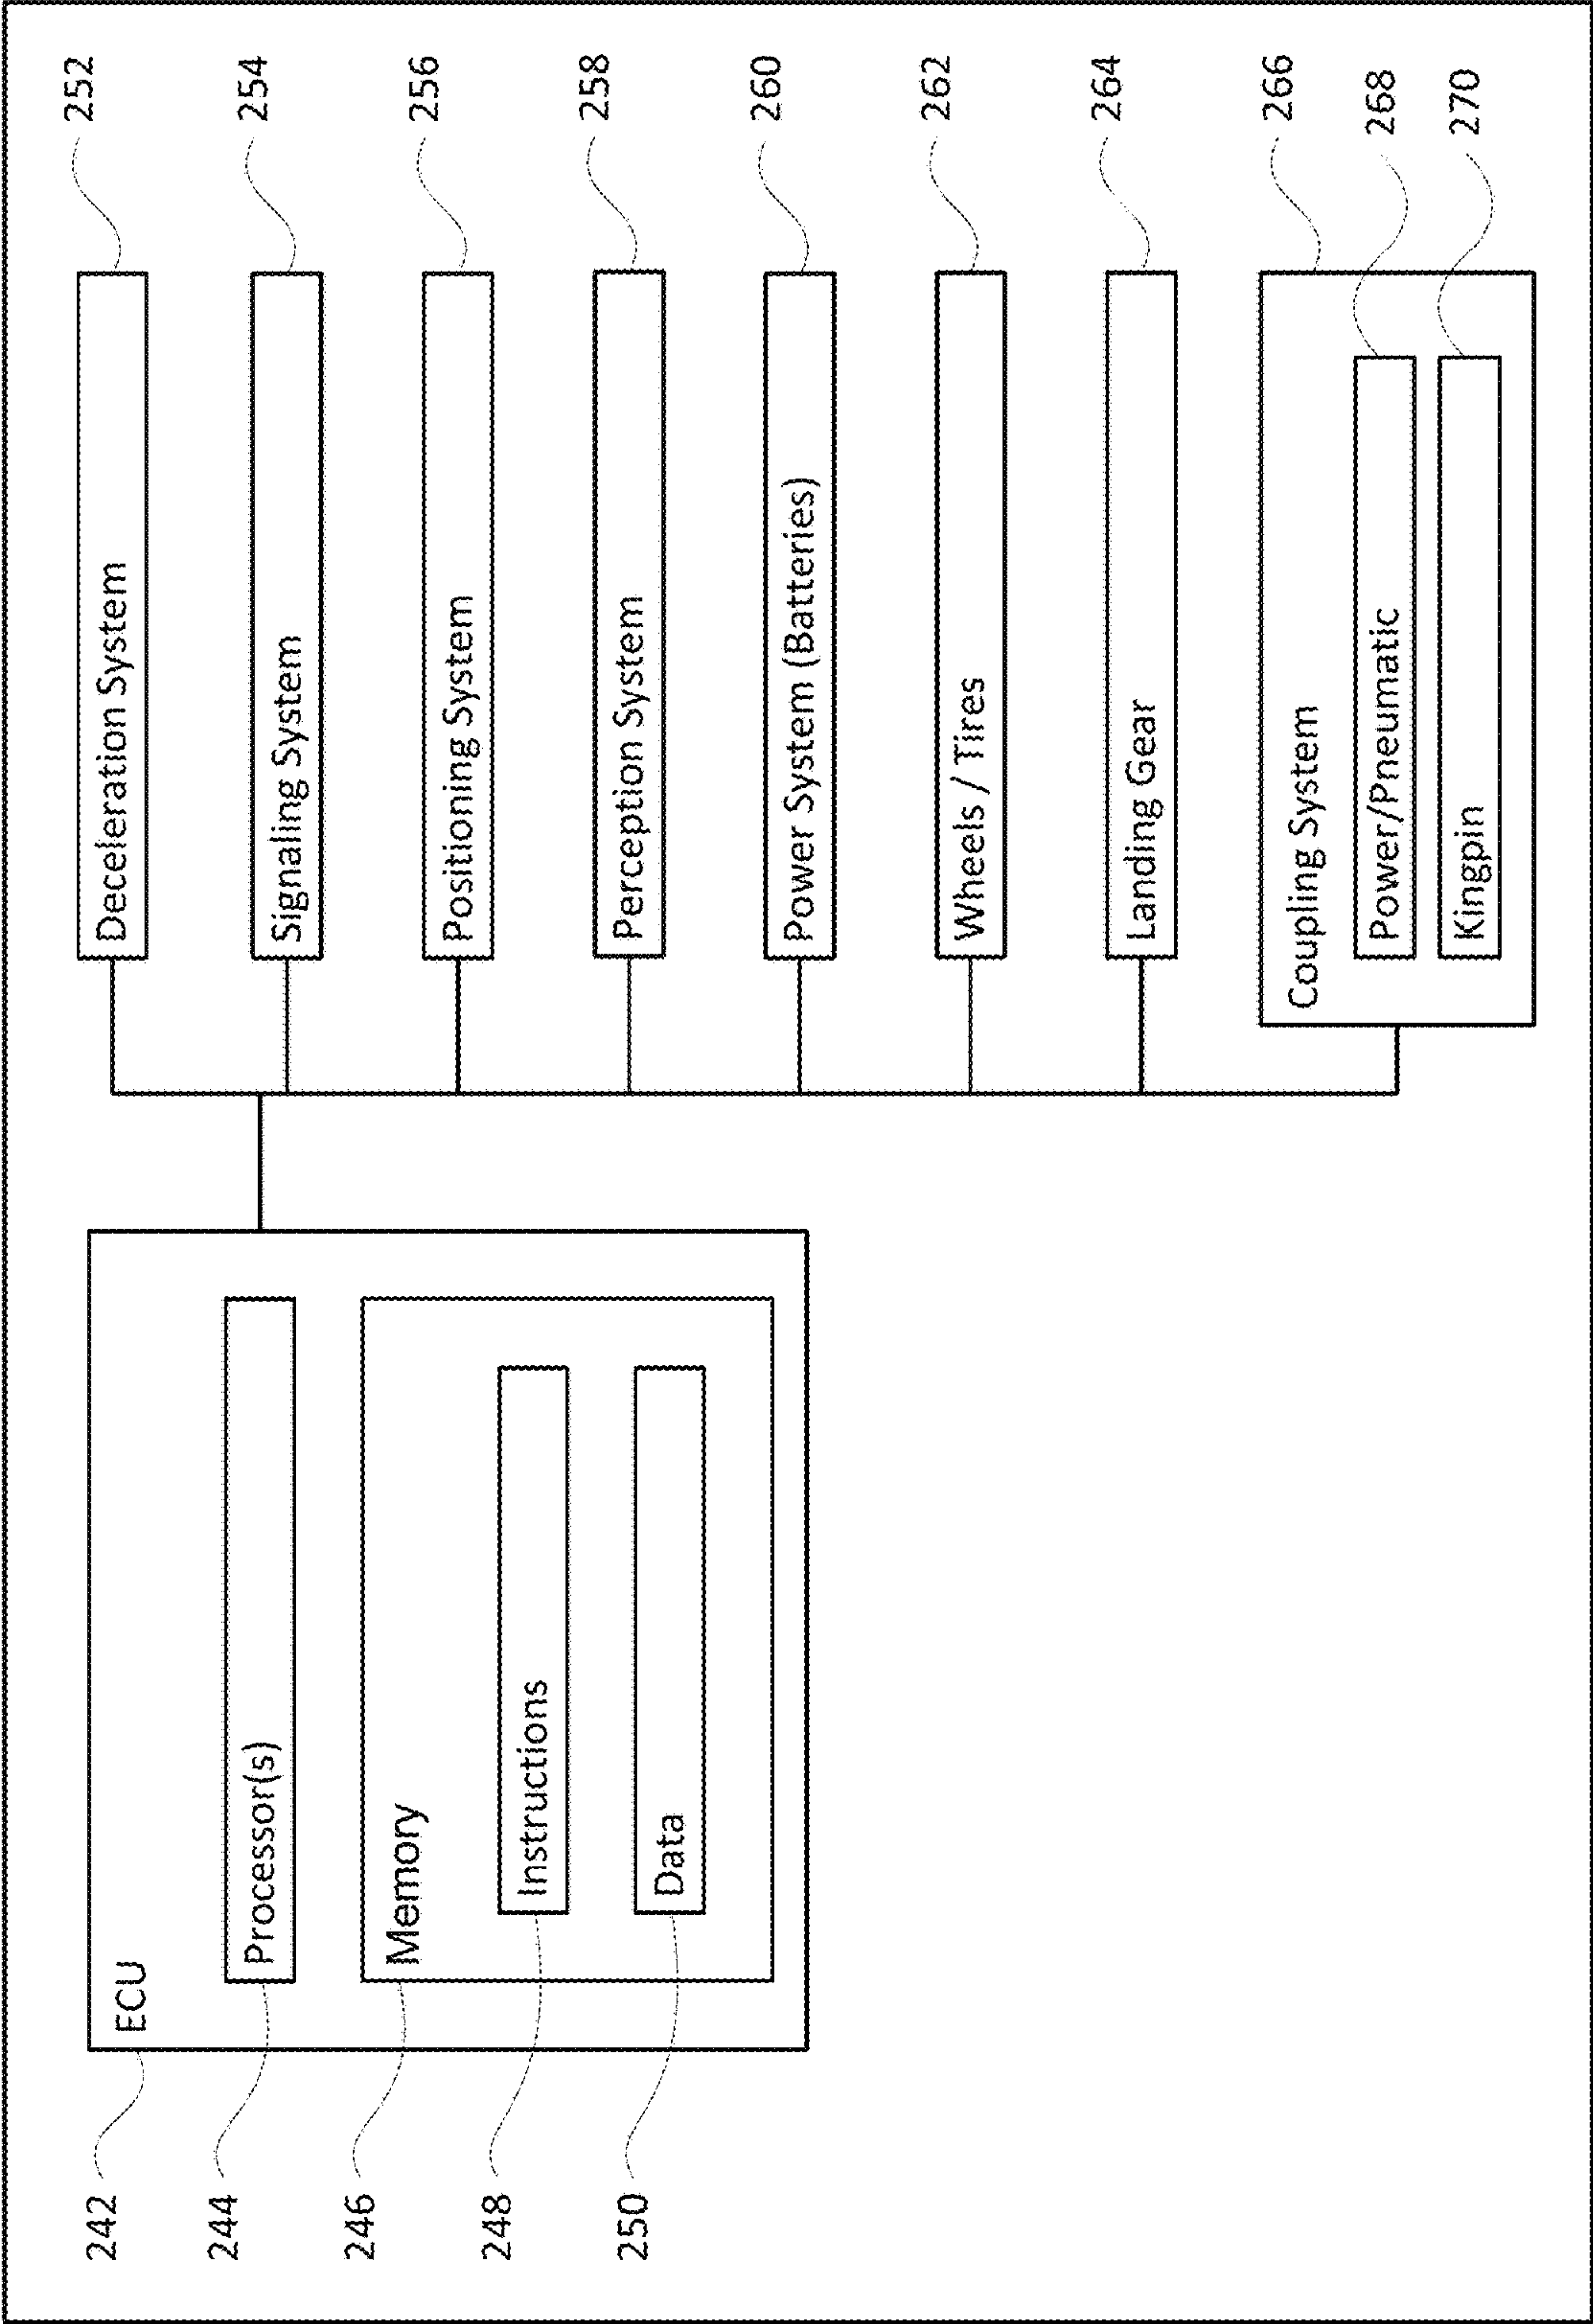 242
ECU
244
Processor(s)
246
Memory
248
Instructions
250
Data
Deceleration System
252
Signaling System
254
Positioning System
256
Perception System
258
Power System (Batteries)
260
Wheels / Tires
262
Landing Gear
264
Coupling System
266
Power/Pneumatic
268
Kingpin
270